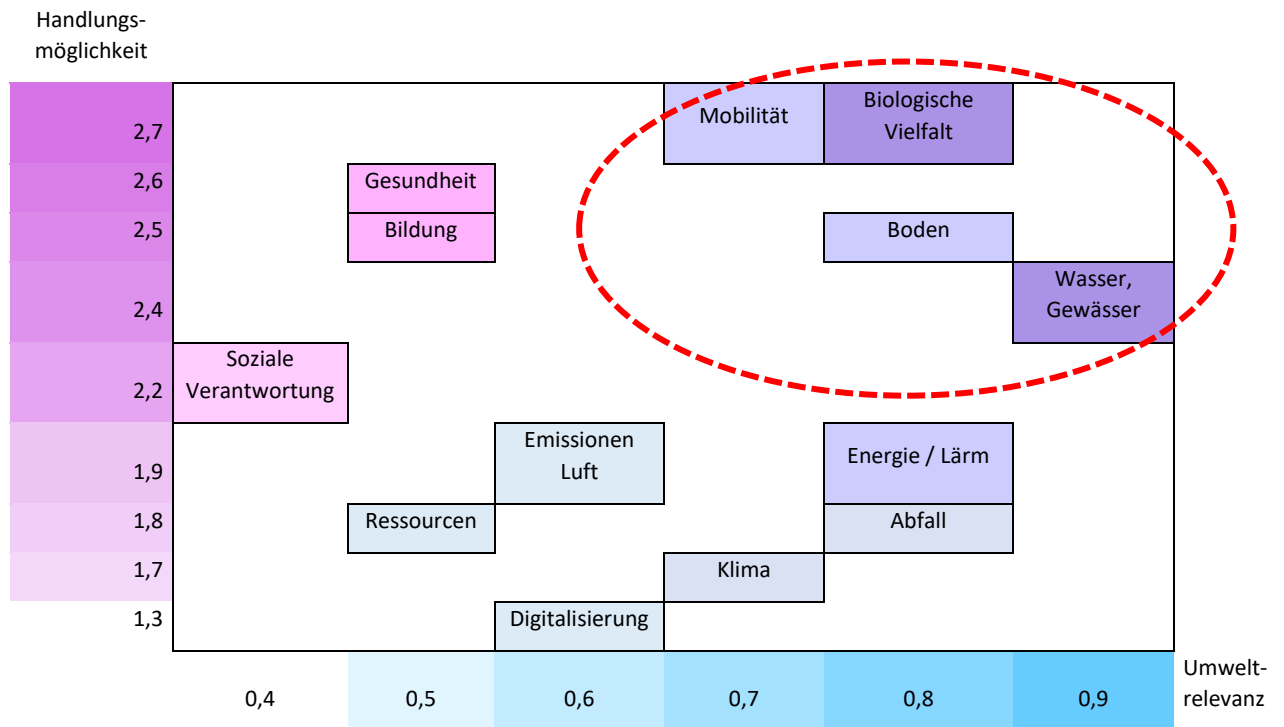 Handlungs-
möglichkeit
2,7
Mobilität
Biologische
Vielfalt
2,6
Gesundheit
2,5
Bildung
Boden
2,4
Wasser,
Gewässer
2,2
Soziale
Verantwortung
1,9
Emissionen
Luft
Energie / Lärm
1,8
Ressourcen
Abfall
1,7
Klima
1,3
Digitalisierung
0,4
0,5
0,6
0,7
0,8
0,9
Umwelt-
relevanz